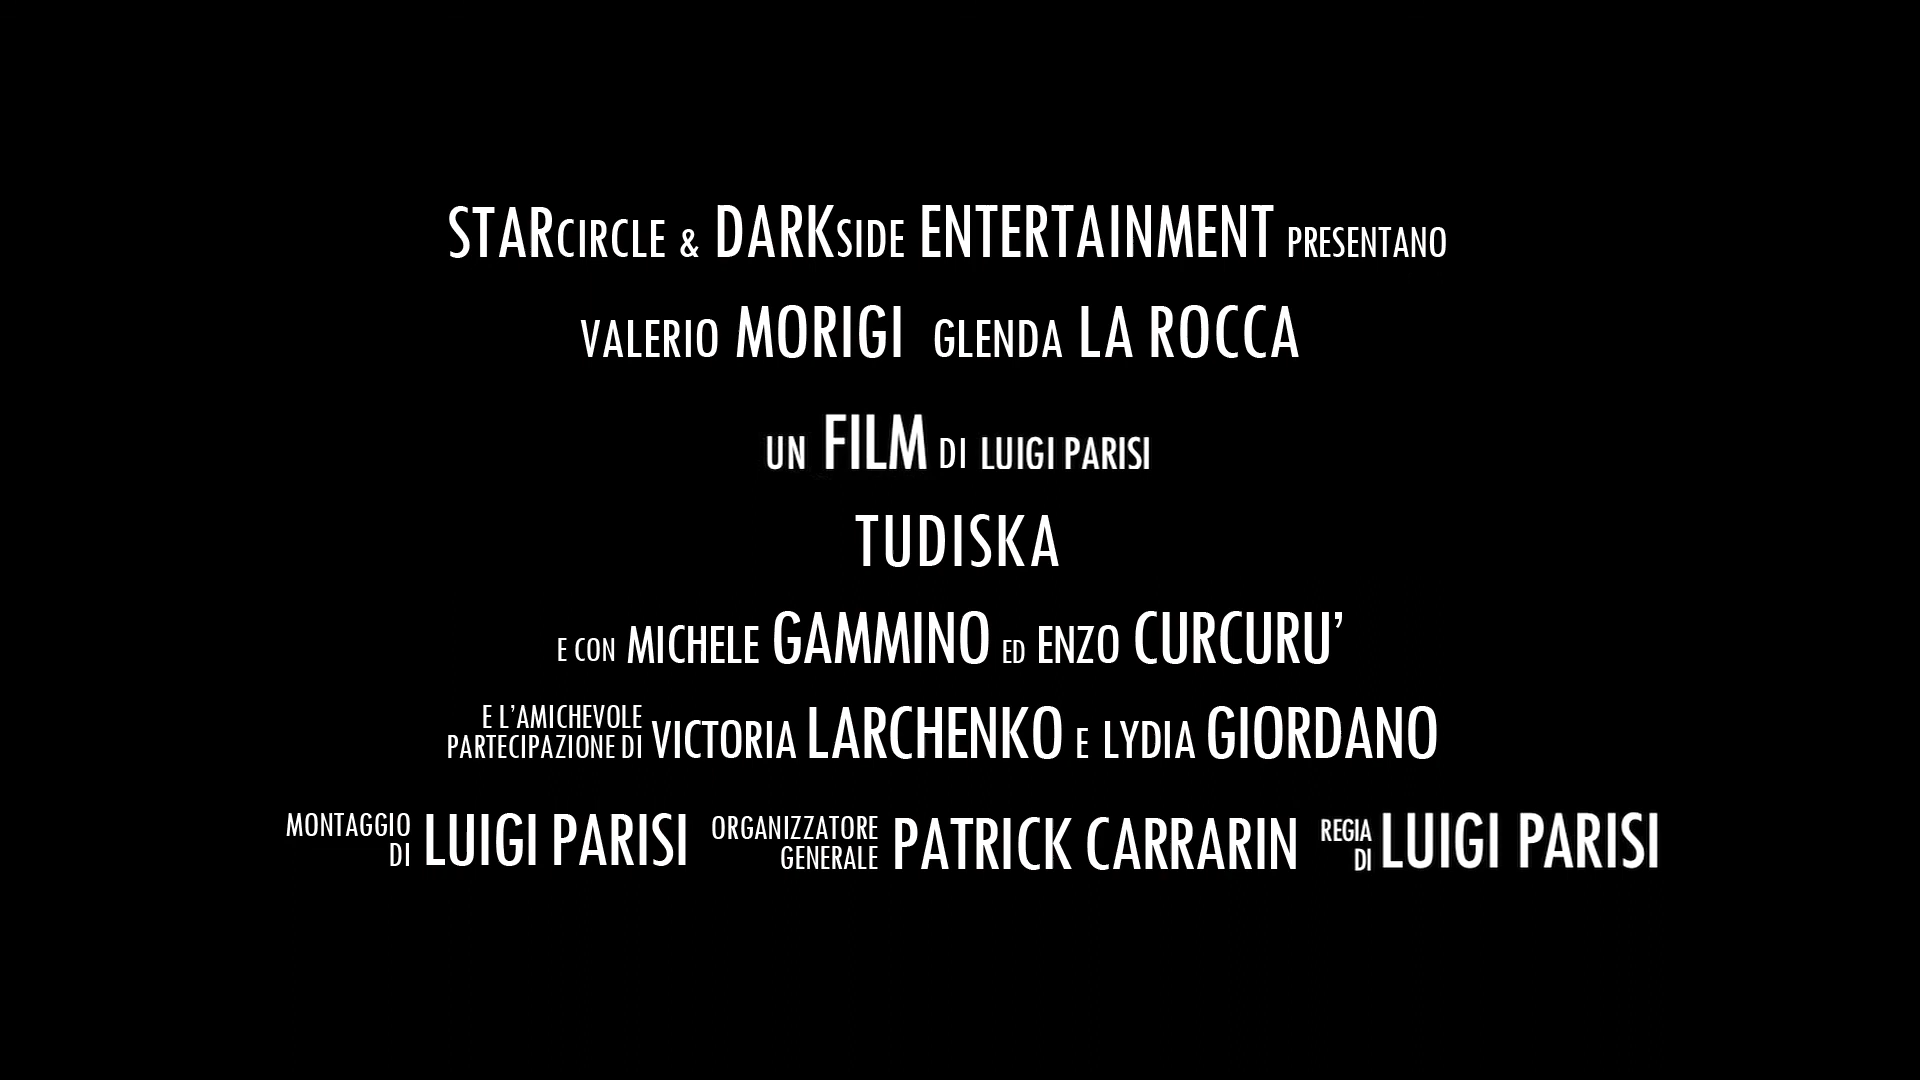 STARCIRCLE & DARKSIDE ENTERTAINMENT PRESENTANO
VALERIO MORIGI GLENDA LA ROCCA
UN FILM DI LUIGI PARISI
TUDISKA
E CON MICHELE GAMMINO ED ENZO CURCURU’
E L’AMICHEVOLE PARTECIPAZIONE DI VICTORIA LARCHENKO E LYDIA GIORDANO
MONTAGGIO DI LUIGI PARISI ORGANIZZATORE GENERALE PATRICK CARRARIN REGIA DI LUIGI PARISI